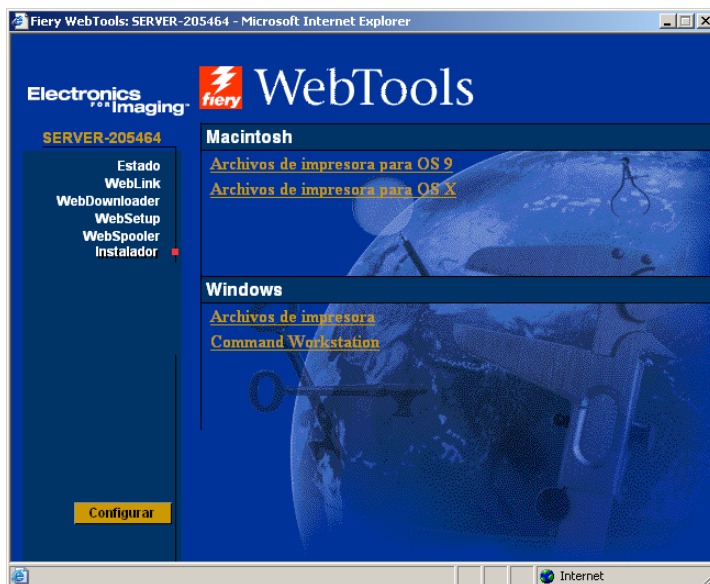 Fiery WebTools: SERVER-205464 - Microsoft Internet Explorer
Electronics
FOR Imaging
fiery
WebTools
SERVER-205464
Estado
WebLink
WebDownloader
WebSetup
WebSpooler
Instalador
Configurar
Macintosh
Archivos de impresora para OS 9
Archivos de impresora para OS X
Windows
Archivos de impresora
Command Workstation
Internet